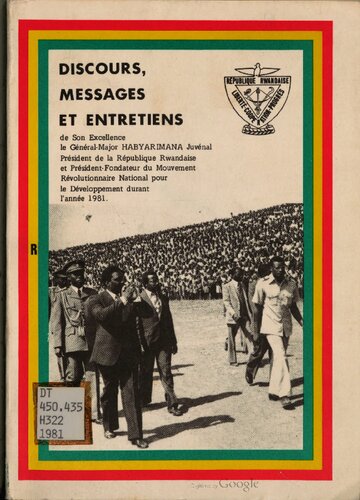 DISCOURS,
MESSAGES
ET ENTRETIENS
RÉPUBLIQUE RWANDAISE
de Son Excellence
le Général-Major HABYARIMANA Juvénal
Président de la République Rwandaise
et Président-Fondateur du Mouvement
Révolutionnaire National pour
le Développement durant
l'année 1981.
R
DT
450.435
H322
1981
Digitized by Google